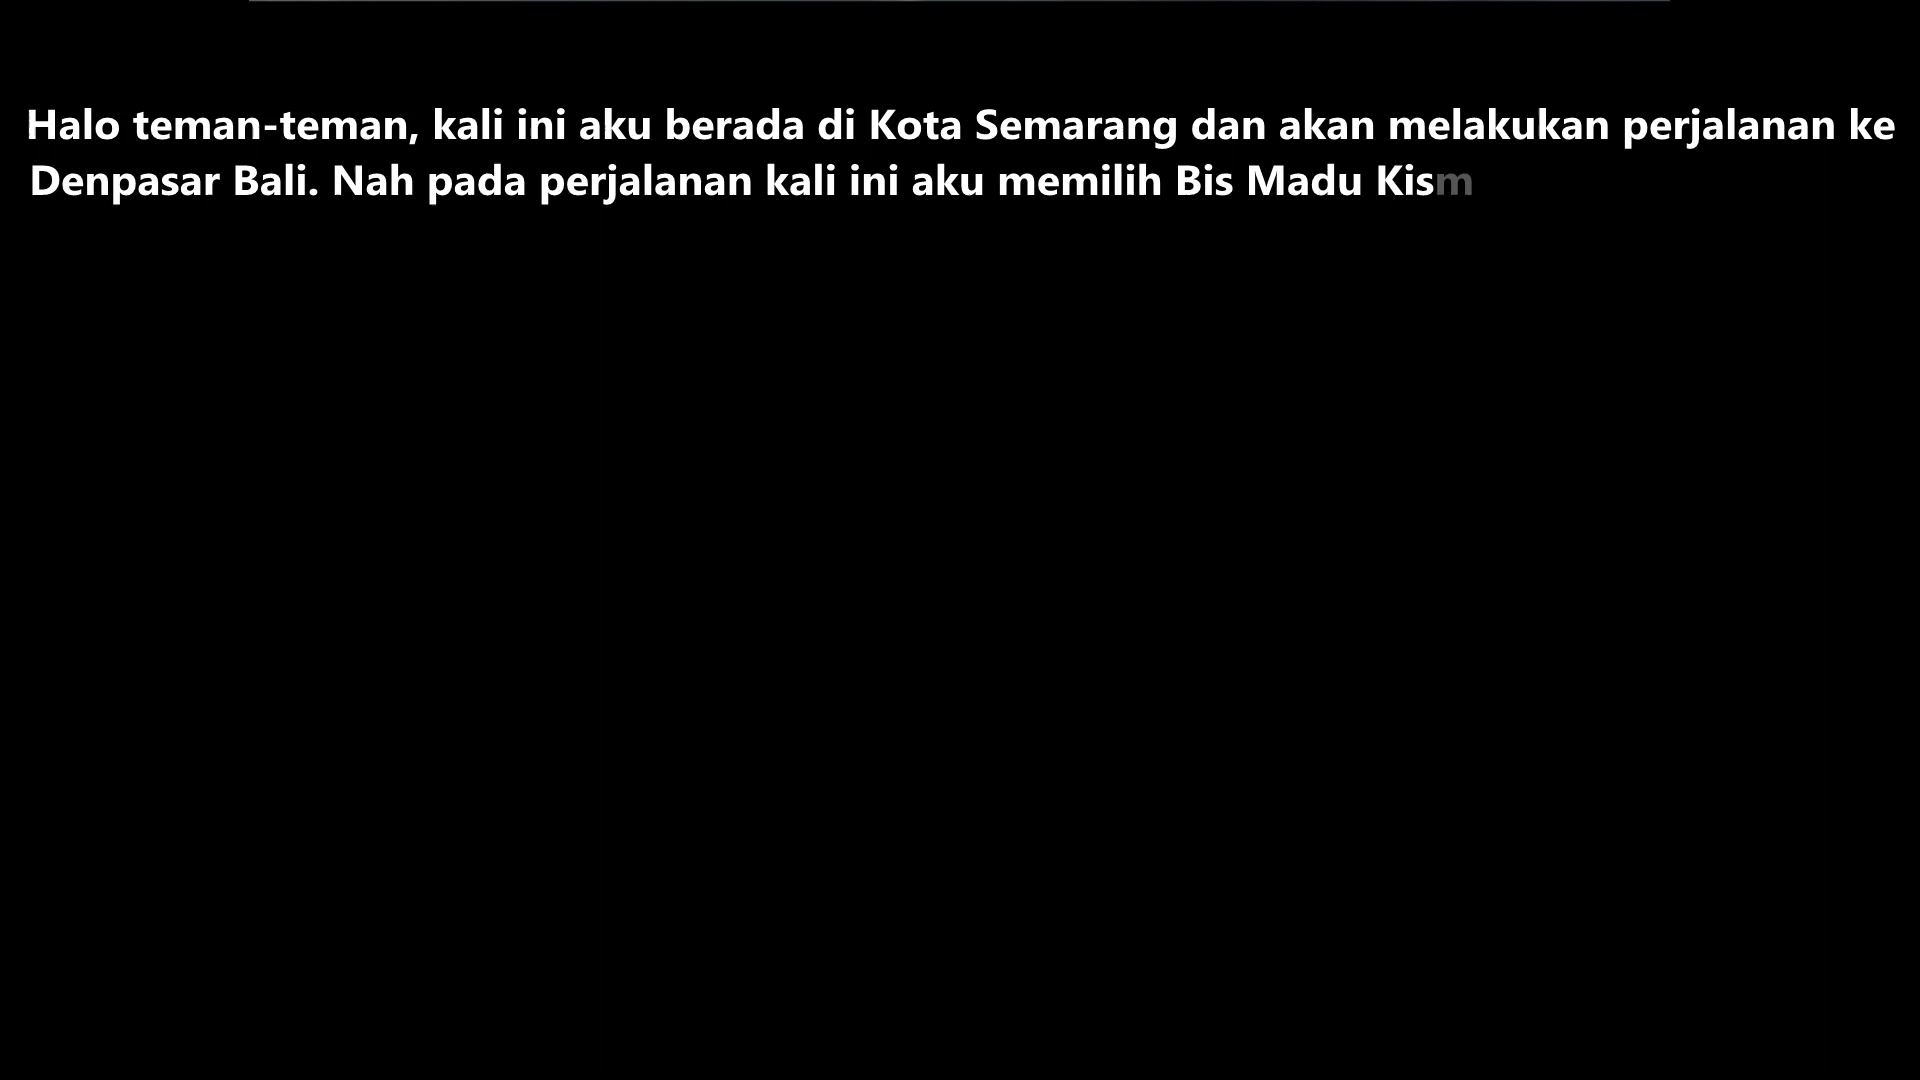 Halo teman-teman, kali ini aku berada di Kota Semarang dan akan melakukan perjalanan ke
Denpasar Bali. Nah pada perjalanan kali ini aku memilih Bis Madu Kism